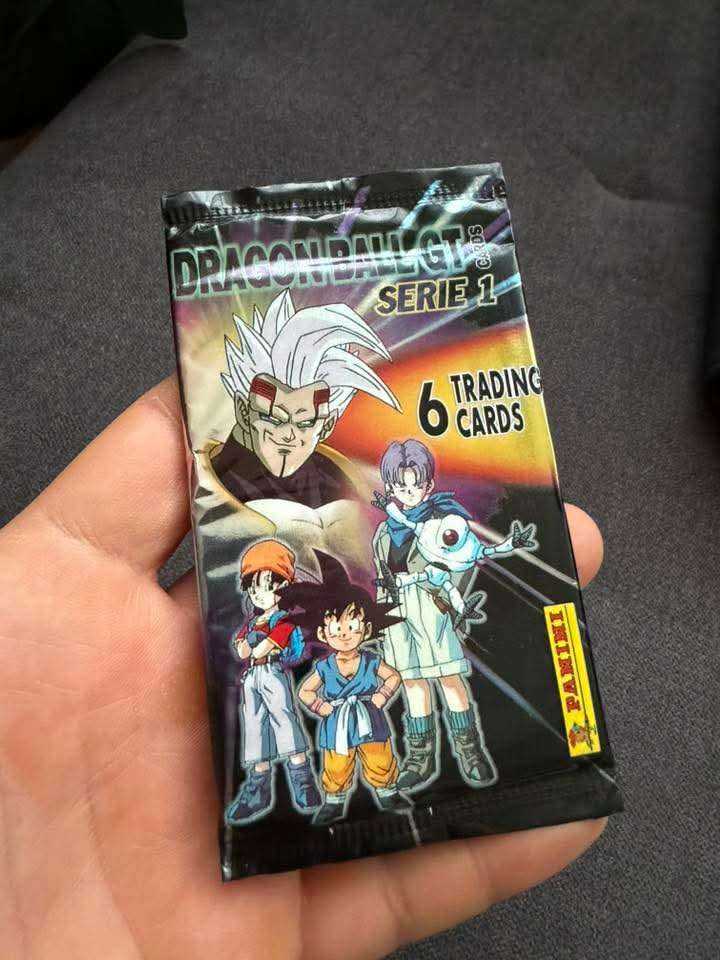 DRAGON BALL GT
CARDS
SERIE 1
6 TRADING
CARDS
PANINI